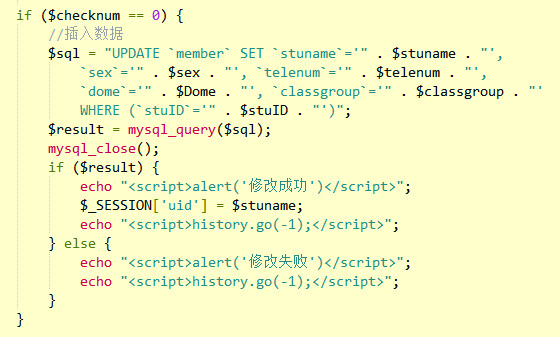 if ($checknum == 0) {
//插入数据
$sql = "UPDATE `member` SET `stuname`='" . $stuname . "',
`sex`='" . $sex . "', `telenum`='" . $telenum . "',
`dome`='" . $Dome . "', `classgroup`='" . $classgroup . "'
WHERE (`stuID`='" . $stuID . "')";
$result = mysql_query($sql);
mysql_close();
if ($result) {
echo "<script>alert('修改成功')</script>";
$_SESSION['uid'] = $stuname;
echo "<script>history.go(-1);</script>";
} else {
echo "<script>alert('修改失败')</script>";
echo "<script>history.go(-1);</script>";
}
}